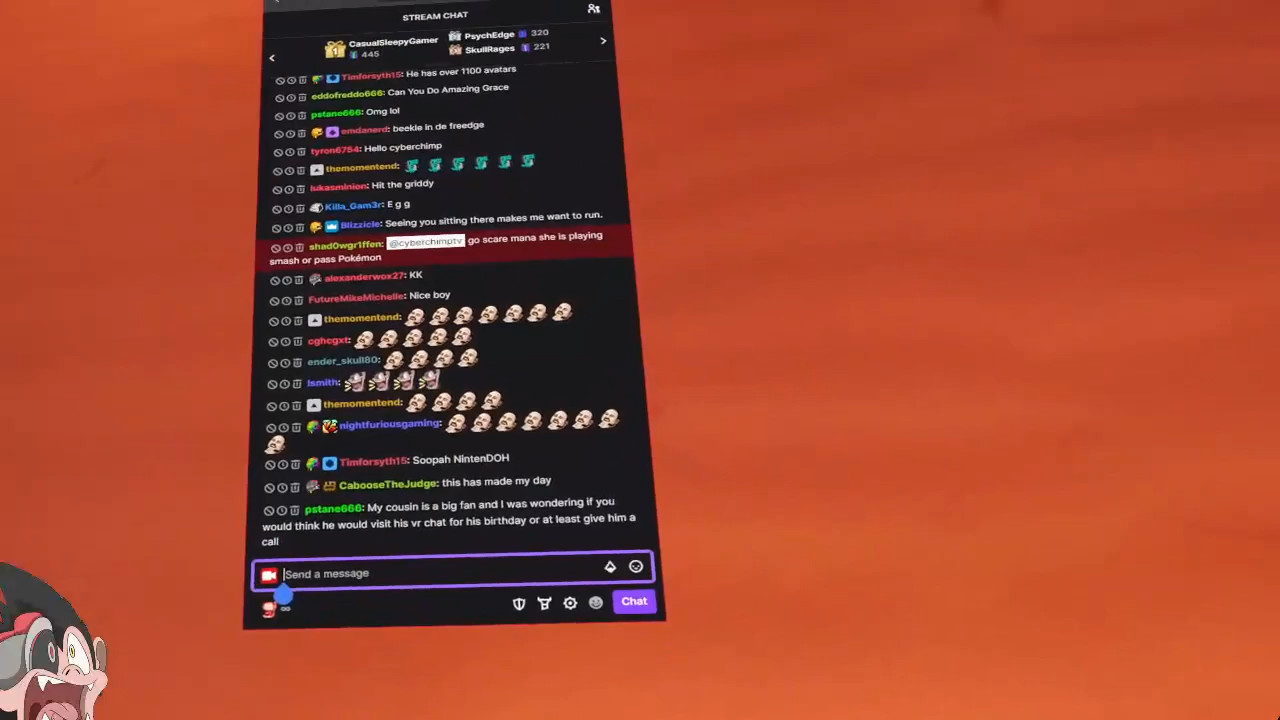 STREAM CHAT
CasualSleepyGamer 445
PsychEdge 320
SkullRages 221
Timforsyth15: He has over 1100 avatars
eddofreddo666: Can You Do Amazing Grace
pstane666: Omg lol
emdanerd: beekle in de freedge
tyron6754: Hello cyberchimp
themomentend:
lukasminion: Hit the griddy
Killa_Gam3r: E g g
Blizzicle: Seeing you sitting there makes me want to run.
shad0wgr1ffen: @cyberchimptv go scare mana she is playing
smash or pass Pokémon
alexanderwox27: KK
FutureMikeMichelle: Nice boy
themomentend:
cghcgxt:
ender_skull80:
lsmith:
themomentend:
nightfuriousgaming:
Timforsyth15: Soopah NintenDOH
CabooseTheJudge: this has made my day
pstane666: My cousin is a big fan and I was wondering if you
would think he would visit his vr chat for his birthday or at least give him a
call
Send a message
Chat